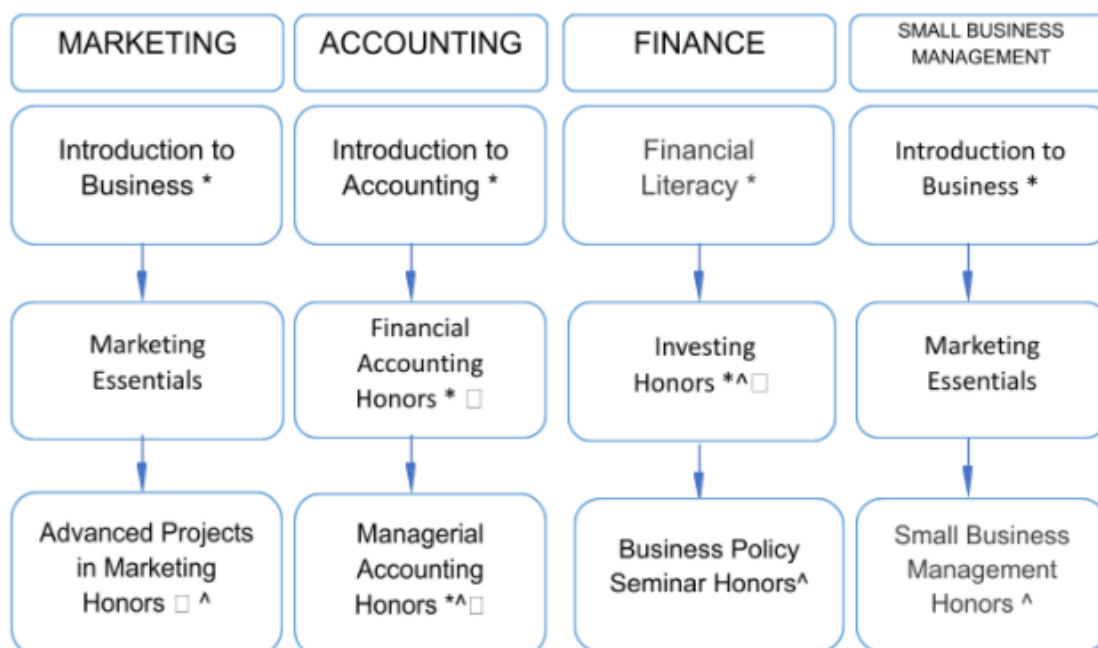 MARKETING
ACCOUNTING
FINANCE
SMALL BUSINESS
MANAGEMENT
Introduction to
Business *
Introduction to
Accounting *
Financial
Literacy *
Introduction to
Business *
Marketing
Essentials
Financial
Accounting
Honors * □
Investing
Honors *^□
Marketing
Essentials
Advanced Projects
in Marketing
Honors □ ^
Managerial
Accounting
Honors *^□
Business Policy
Seminar Honors^
Small Business
Management
Honors ^